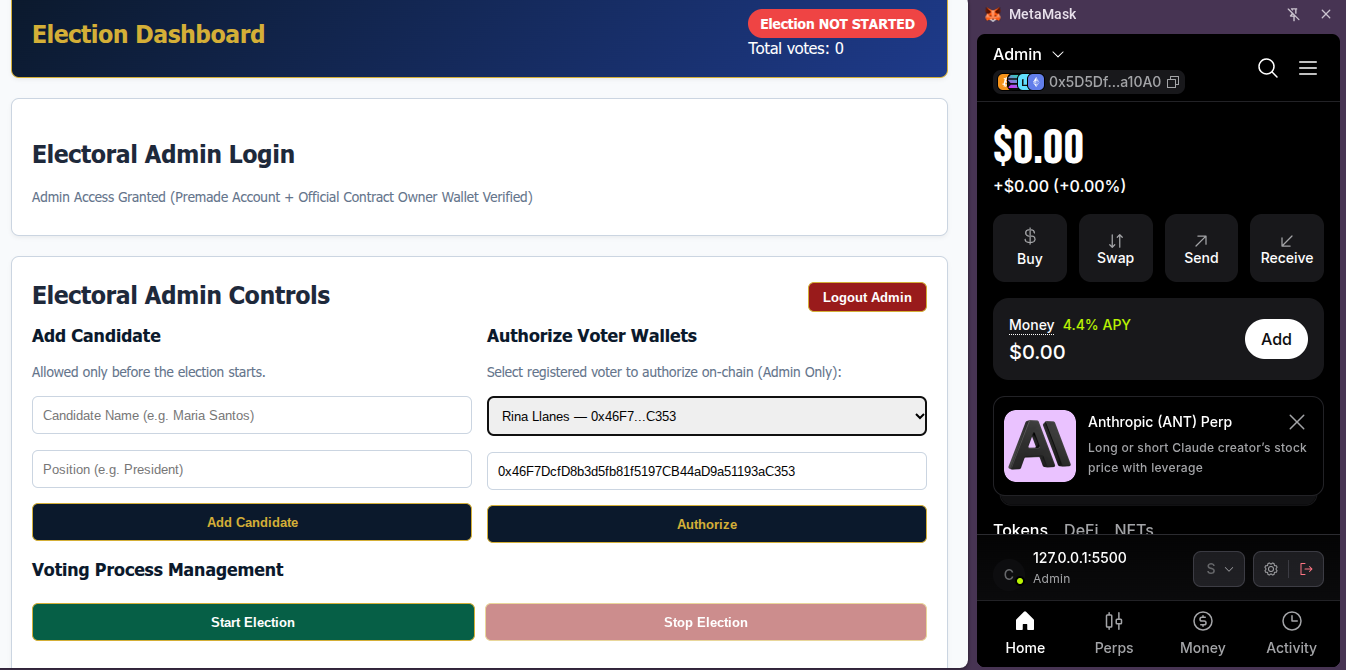 Election Dashboard
Election NOT STARTED
Total votes: 0
Electoral Admin Login
Admin Access Granted (Premade Account + Official Contract Owner Wallet Verified)
Electoral Admin Controls
Logout Admin
Add Candidate
Allowed only before the election starts.
Candidate Name (e.g. Maria Santos)
Position (e.g. President)
Add Candidate
Authorize Voter Wallets
Select registered voter to authorize on-chain (Admin Only):
Rina Llanes — 0x46F7...C353
0x46F7DcfD8b3d5fb81f5197CB44aD9a51193aC353
Authorize
Voting Process Management
Start Election
Stop Election
MetaMask
Admin
0x5D5Df...a10A0
$0.00
+$0.00 (+0.00%)
$
Buy
Swap
Send
Receive
Money 4.4% APY
$0.00
Add
AI
Anthropic (ANT) Perp
Long or short Claude creator's stock
price with leverage
Tokens DeFi NFTs
C
127.0.0.1:5500
Admin
S
Home
Perps
$
Money
Activity